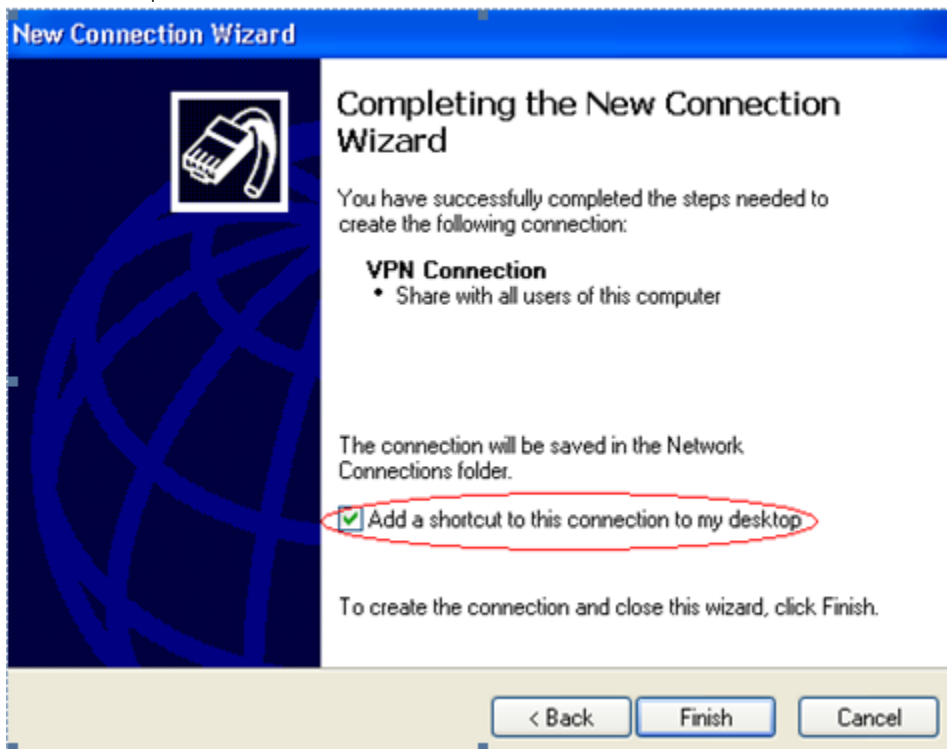 New Connection Wizard
Completing the New Connection
Wizard
You have successfully completed the steps needed to
create the following connection:
VPN Connection
• Share with all users of this computer
The connection will be saved in the Network
Connections folder.
Add a shortcut to this connection to my desktop
To create the connection and close this wizard, click Finish.
< Back
Finish
Cancel